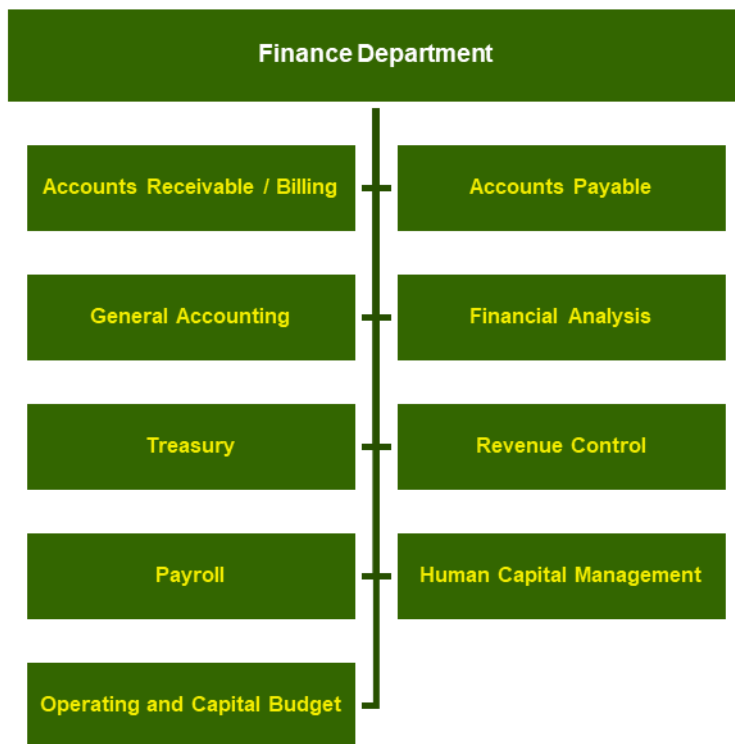 Finance Department
Accounts Receivable / Billing
Accounts Payable
General Accounting
Financial Analysis
Treasury
Revenue Control
Payroll
Human Capital Management
Operating and Capital Budget